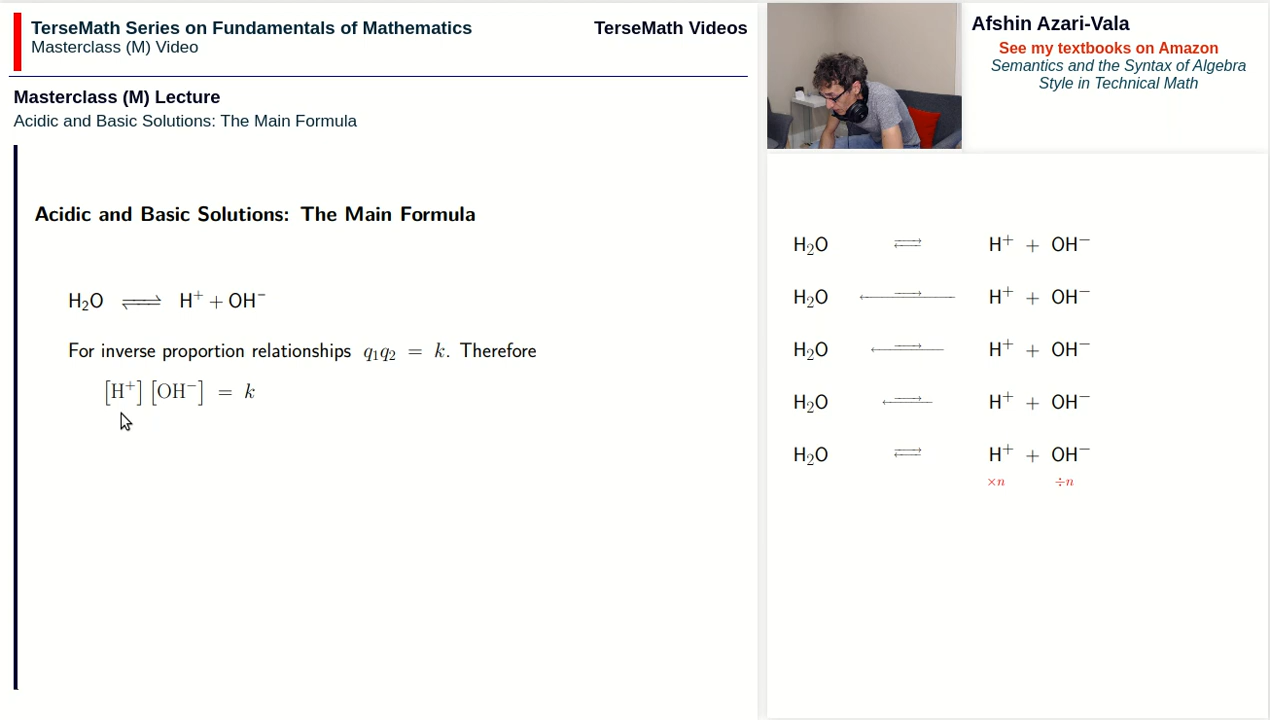 TerseMath Series on Fundamentals of Mathematics
Masterclass (M) Video
TerseMath Videos
Masterclass (M) Lecture
Acidic and Basic Solutions: The Main Formula
Acidic and Basic Solutions: The Main Formula
H₂O ⇌ H⁺ + OH⁻
For inverse proportion relationships q₁q₂ = k. Therefore
[H⁺] [OH⁻] = k
Afshin Azari-Vala
See my textbooks on Amazon
Semantics and the Syntax of Algebra
Style in Technical Math
H₂O ⇄ H⁺ + OH⁻
H₂O ⇄ H⁺ + OH⁻
H₂O ⇄ H⁺ + OH⁻
H₂O ⇄ H⁺ + OH⁻
H₂O ⇄ H⁺ + OH⁻
×n ÷n